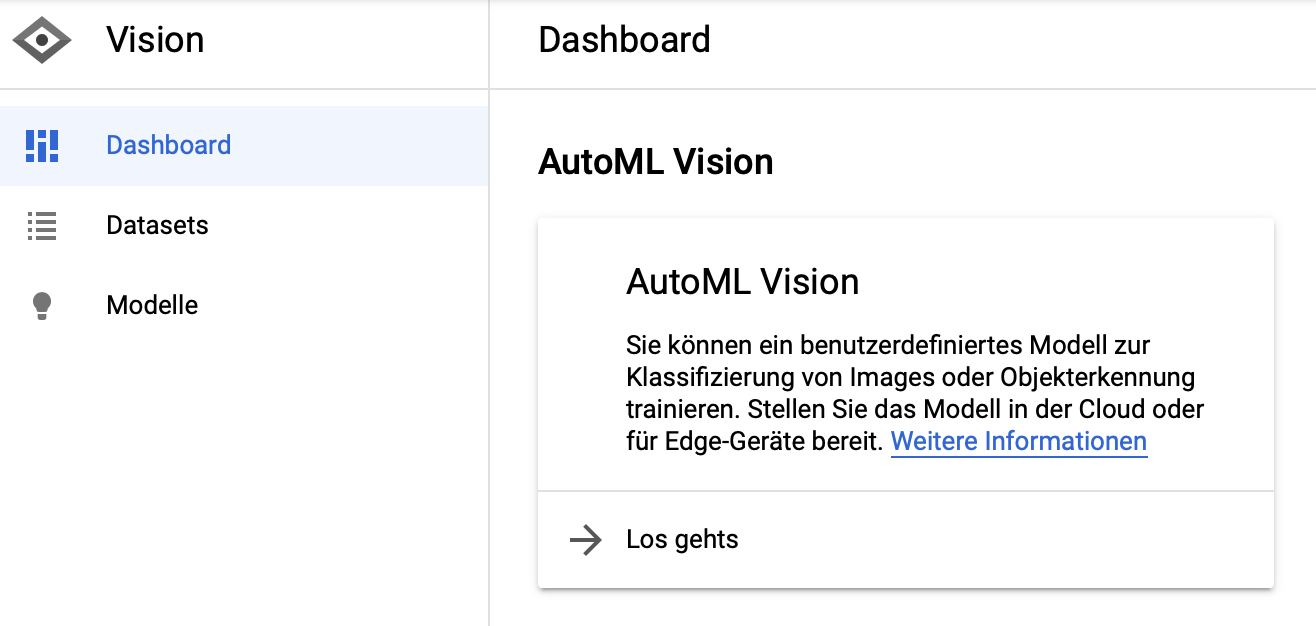 Vision
Dashboard
Dashboard
Datasets
Modelle
AutoML Vision
AutoML Vision
Sie können ein benutzerdefiniertes Modell zur
Klassifizierung von Images oder Objekterkennung
trainieren. Stellen Sie das Modell in der Cloud oder
für Edge-Geräte bereit. Weitere Informationen
Los gehts